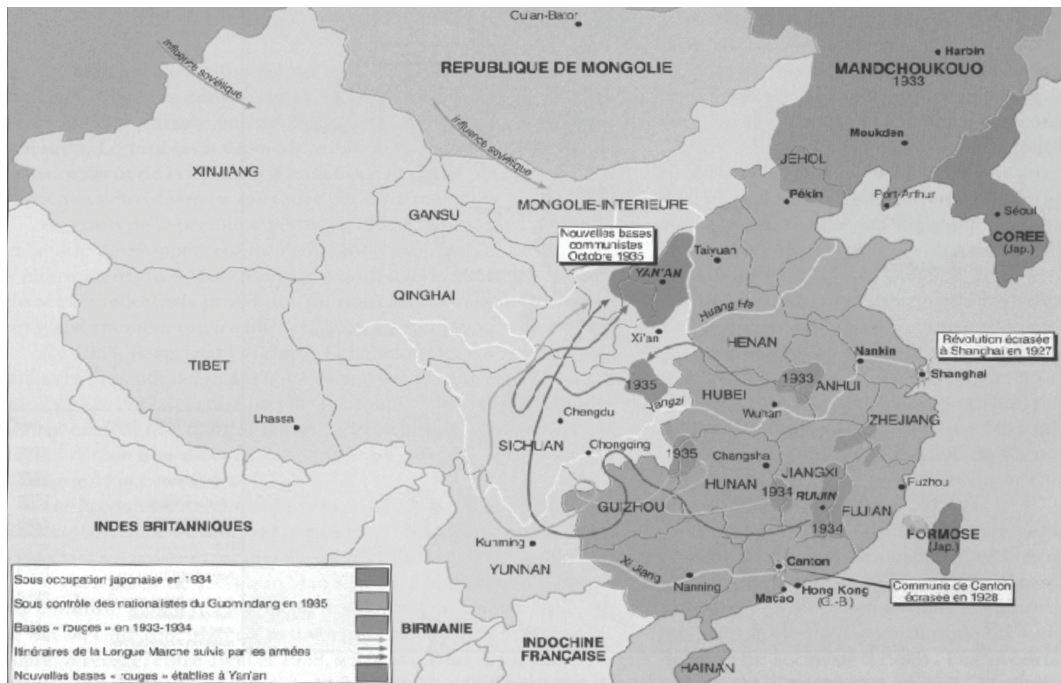 Oulan-Bator
Influence soviétique
REPUBLIQUE DE MONGOLIE
Harbin
MANDCHOUKOUO
1933
Influence soviétique
Moukden
XINJIANG
JEHOL
GANSU
Pékin
Port-Arthur
MONGOLIE-INTERIEURE
Séoul
Nouvelles bases
communistes
Octobre 1935
COREE
(Jap.)
Taiyuan
YAN'AN
QINGHAI
Huang He
Xi'an
HENAN
Révolution écrasée
à Shanghai en 1927
Nankin
TIBET
Shanghai
1935
1933
ANHUI
HUBEI
Yangzi
Wuhan
Chengdu
Lhassa
ZHEJIANG
SICHUAN
Chongqing
1935
Changsha
JIANGXI
HUNAN
GUIZHOU
1934
RUIJIN
Fuzhou
FUJIAN
1934
INDES BRITANNIQUES
FORMOSE
(Jap.)
Kunming
YUNNAN
Xi Jiang
Canton
Nanning
Commune de Canton
écrasée en 1928
Macao
Hong Kong
(G.-B.)
BIRMANIE
INDOCHINE
FRANÇAISE
HAINAN
Sous occupation japonaise en 1934
Sous contrôle des nationalistes du Guomindang en 1935
Bases « rouges » en 1933-1934
Itinéraires de la Longue Marche suivis par les armées
Nouvelles bases « rouges » établies à Yan'an